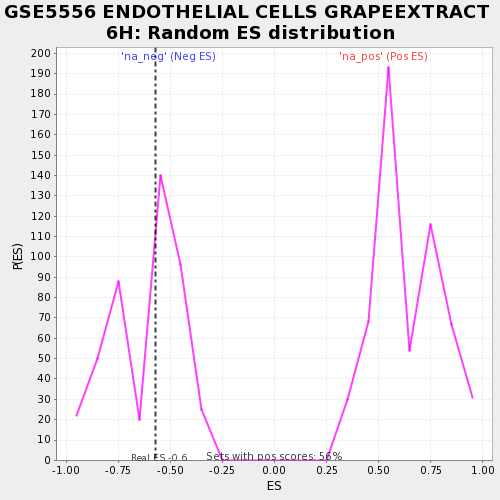 GSE5556 ENDOTHELIAL CELLS GRAPEEXTRACT
6H: Random ES distribution
'na_neg' (Neg ES)
'na_pos' (Pos ES)
200
190
180
170
160
150
140
130
120
110
100
90
80
70
60
50
40
30
20
10
0
P(ES)
Real ES -0.6
Sets with pos scores: 56%
-1.00 -0.75 -0.50 -0.25 0.00 0.25 0.50 0.75 1.00
ES